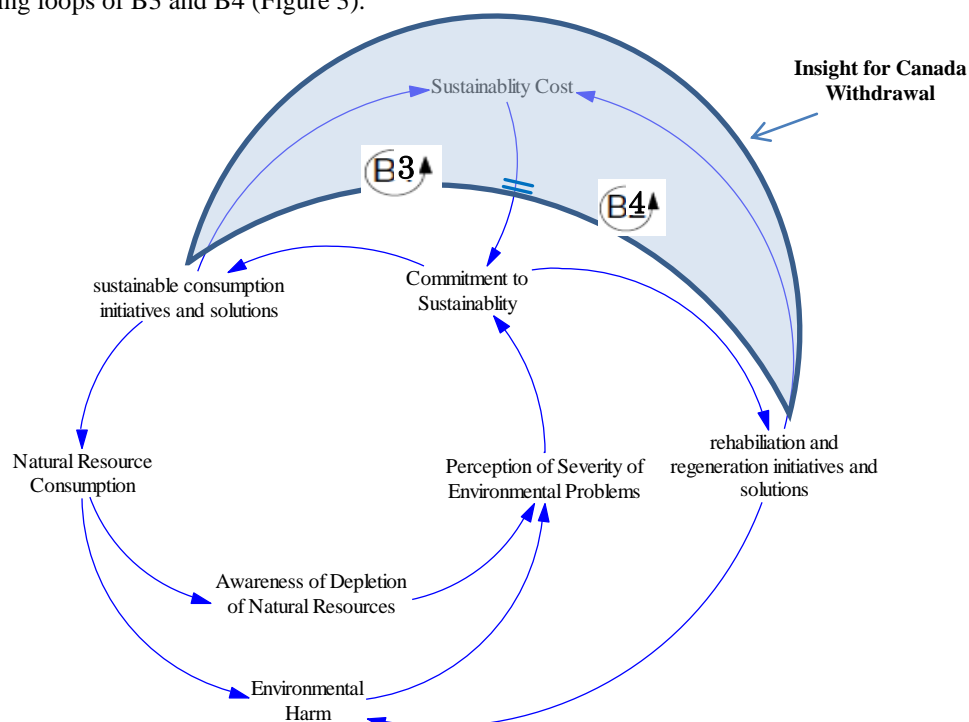 ing loops of B3 and B4 (Figure 3).
Insight for Canada
Withdrawal
Sustainablity Cost
B3
B4
sustainable consumption
initiatives and solutions
Commitment to
Sustainablity
rehabiliation and
regeneration initiatives and
solutions
Natural Resource
Consumption
Perception of Severity of
Environmental Problems
Awareness of Depletion
of Natural Resources
Environmental
Harm